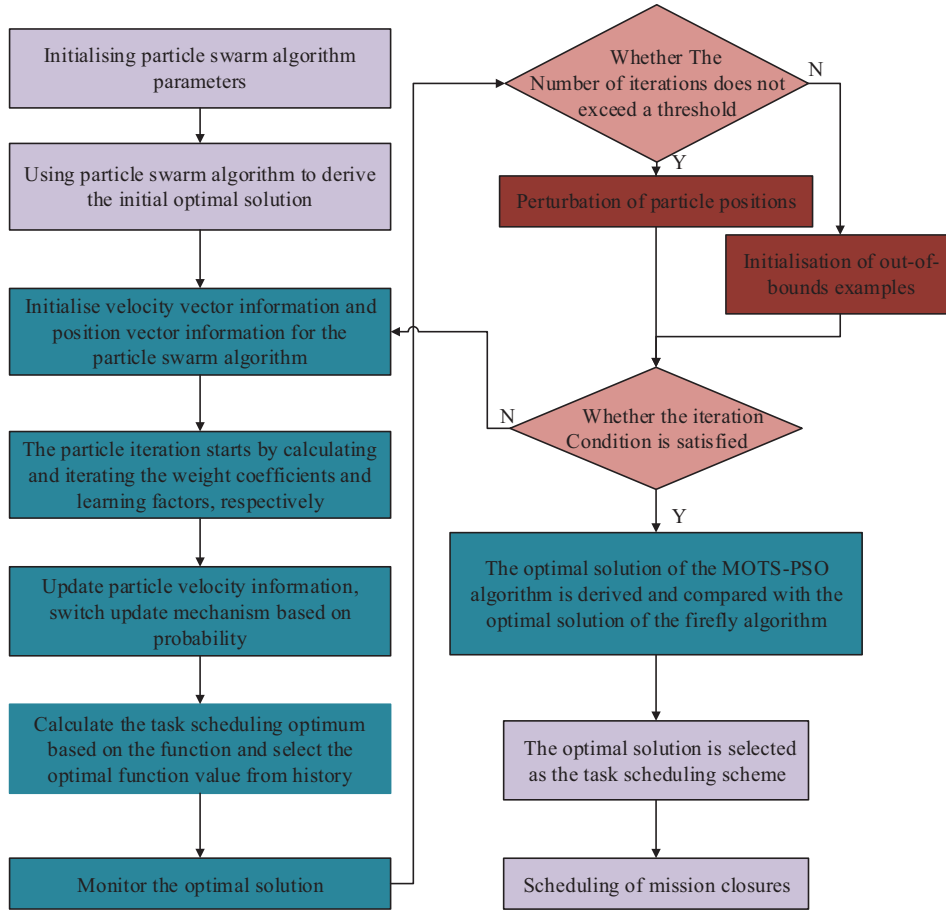 Initialising particle swarm algorithm
parameters
Using particle swarm algorithm to derive
the initial optimal solution
Initialise velocity vector information and
position vector information for the
particle swarm algorithm
The particle iteration starts by calculating
and iterating the weight coefficients and
learning factors, respectively
Update particle velocity information,
switch update mechanism based on
probability
Calculate the task scheduling optimum
based on the function and select the
optimal function value from history
Monitor the optimal solution
Whether The
Number of iterations does not
exceed a threshold
N
Y
Perturbation of particle positions
Initialisation of out-of-
bounds examples
Whether the iteration
Condition is satisfied
N
Y
The optimal solution of the MOTS-PSO
algorithm is derived and compared with the
optimal solution of the firefly algorithm
The optimal solution is selected
as the task scheduling scheme
Scheduling of mission closures